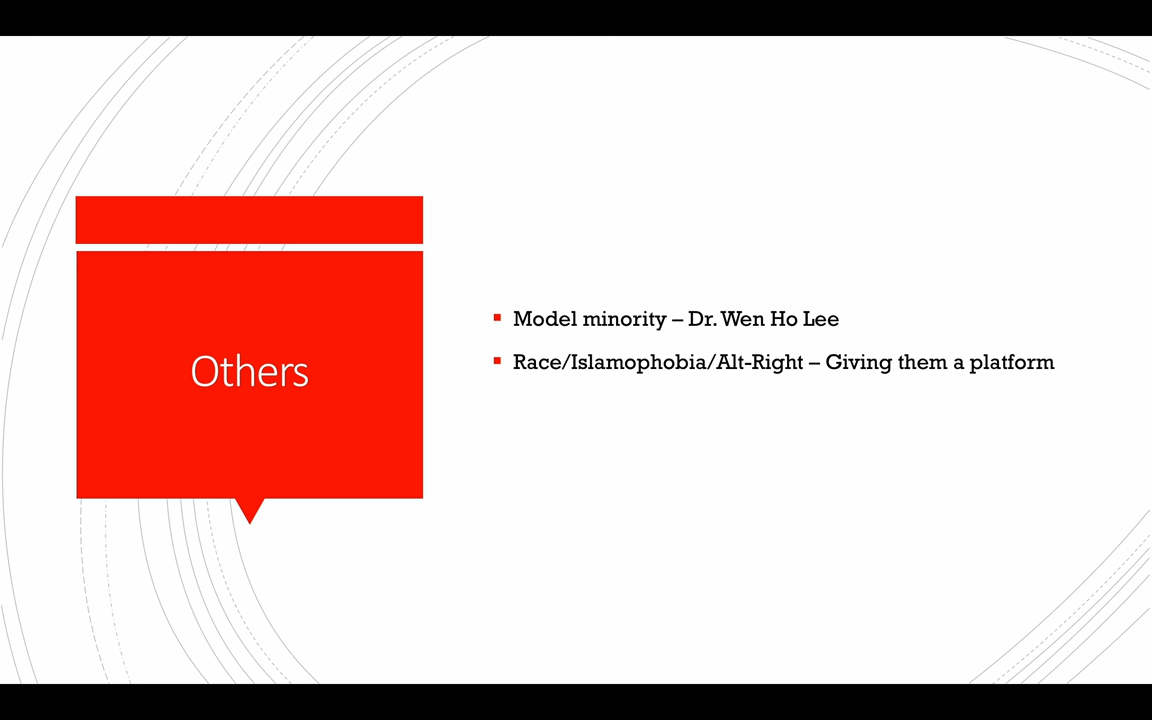 Others
Model minority – Dr. Wen Ho Lee
Race/Islamophobia/Alt-Right – Giving them a platform